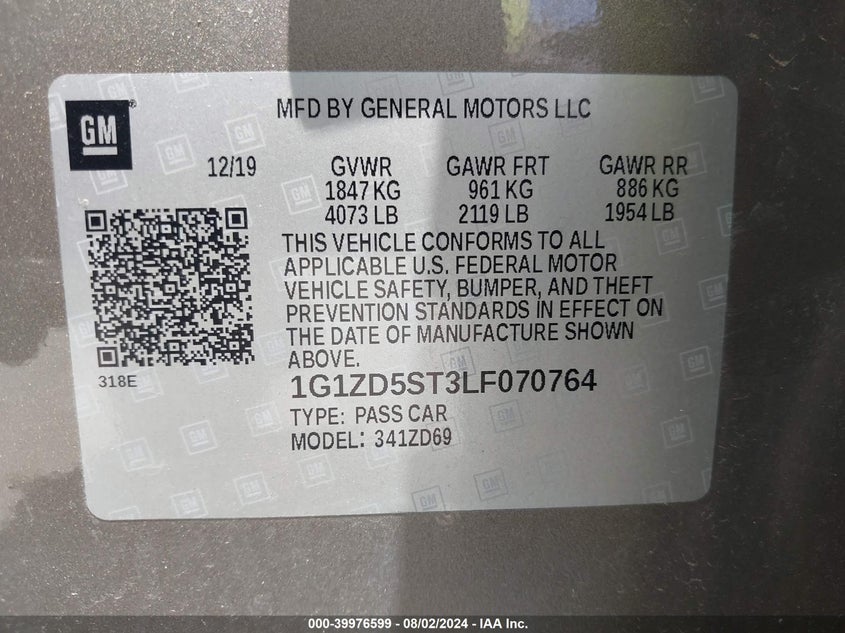 GM
MFD BY GENERAL MOTORS LLC
12/19 GVWR GAWR FRT GAWR RR
1847 KG 961 KG 886 KG
4073 LB 2119 LB 1954 LB
THIS VEHICLE CONFORMS TO ALL
APPLICABLE U.S. FEDERAL MOTOR
VEHICLE SAFETY, BUMPER, AND THEFT
PREVENTION STANDARDS IN EFFECT ON
THE DATE OF MANUFACTURE SHOWN
ABOVE.
318E
1G1ZD5ST3LF070764
TYPE: PASS CAR
MODEL: 341ZD69
000-39976599 - 08/02/2024 - IAA Inc.